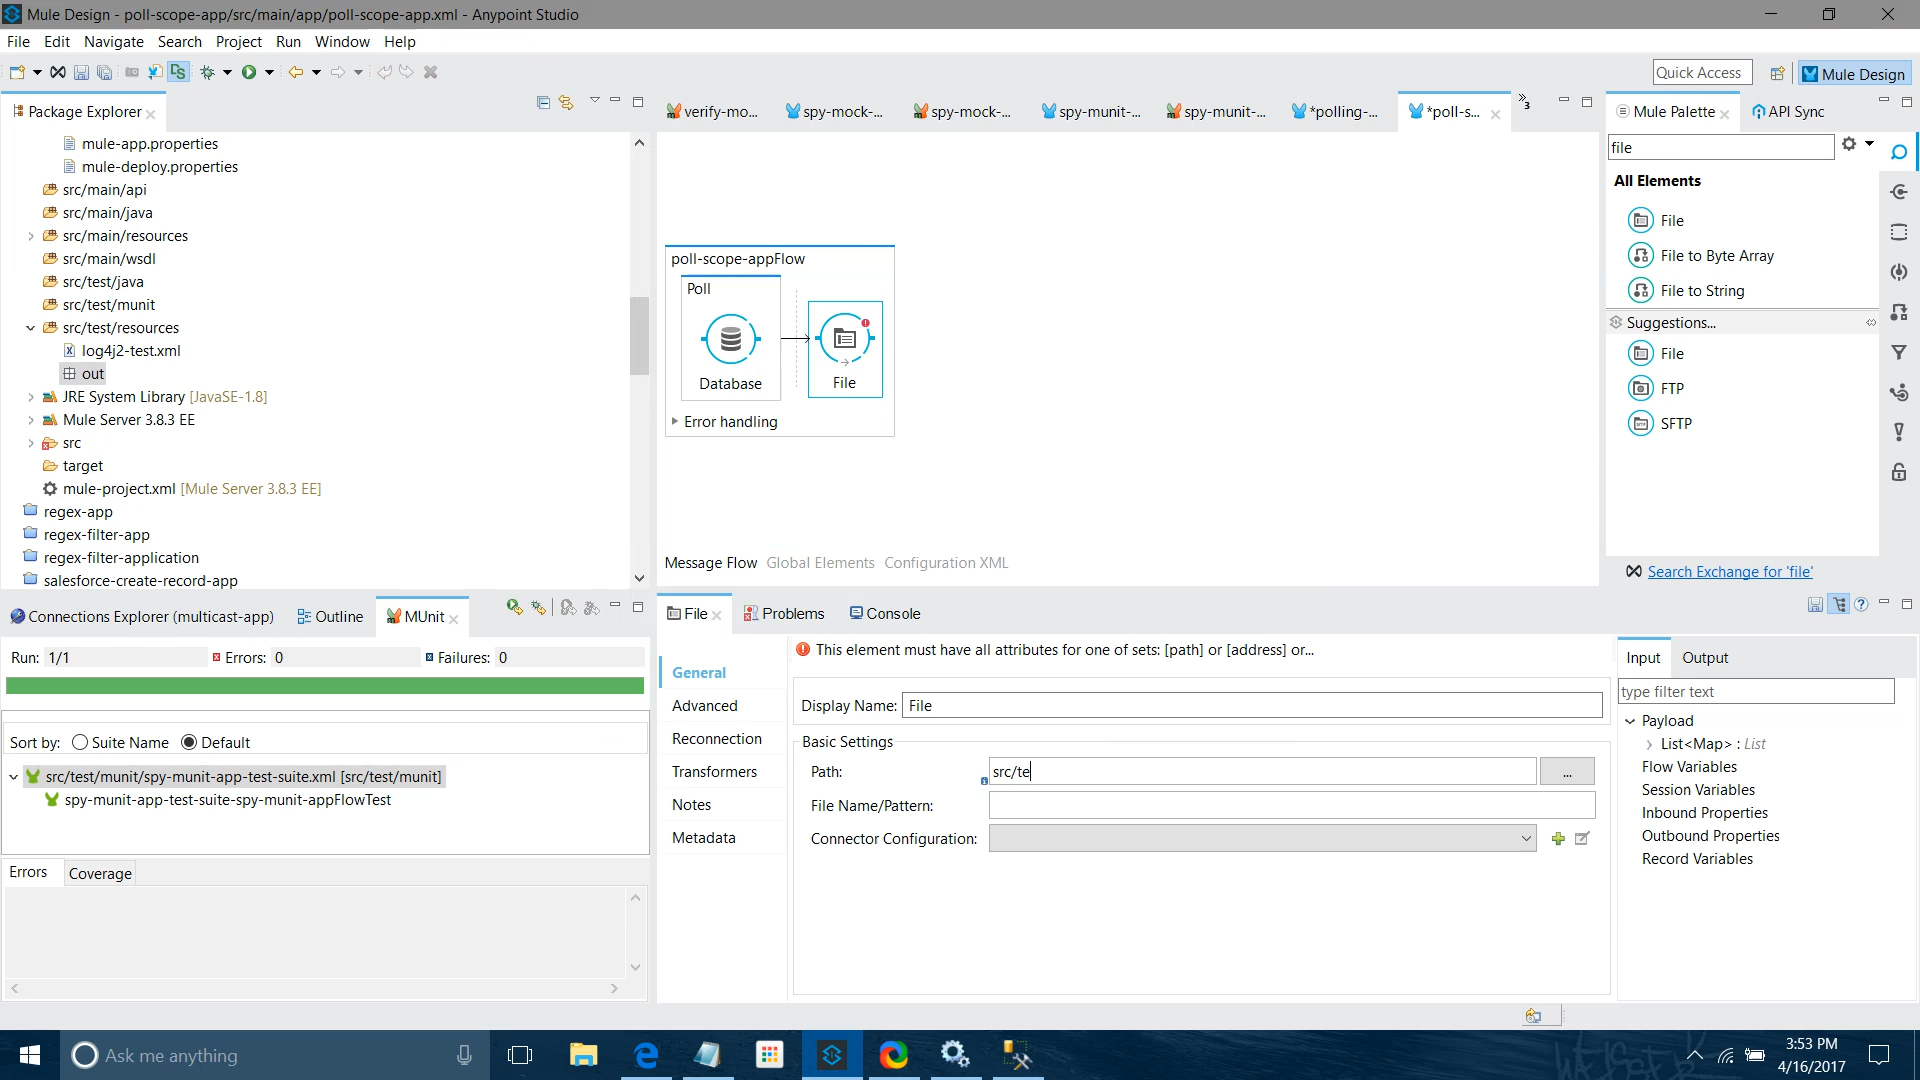 Mule Design - poll-scope-app/src/main/app/poll-scope-app.xml - Anypoint Studio
File Edit Navigate Search Project Run Window Help
Quick Access
Mule Design
Package Explorer
mule-app.properties
mule-deploy.properties
src/main/api
src/main/java
src/main/resources
src/main/wsdl
src/test/java
src/test/munit
src/test/resources
log4j2-test.xml
out
JRE System Library [JavaSE-1.8]
Mule Server 3.8.3 EE
src
target
mule-project.xml [Mule Server 3.8.3 EE]
regex-app
regex-filter-app
regex-filter-application
salesforce-create-record-app
verify-mo... spy-mock-... spy-mock-... spy-munit-... spy-munit-... *polling-... *poll-s... 3
poll-scope-appFlow
Poll
Database
File
Error handling
Message Flow Global Elements Configuration XML
Mule Palette API Sync
file
All Elements
File
File to Byte Array
File to String
Suggestions...
File
FTP
SFTP
Search Exchange for 'file'
Connections Explorer (multicast-app) Outline MUnit
Run: 1/1 Errors: 0 Failures: 0
Sort by: Suite Name Default
src/test/munit/spy-munit-app-test-suite.xml [src/test/munit]
spy-munit-app-test-suite-spy-munit-appFlowTest
Errors Coverage
File Problems Console
General
Advanced
Reconnection
Transformers
Notes
Metadata
This element must have all attributes for one of sets: [path] or [address] or...
Display Name: File
Basic Settings
Path: src/te ...
File Name/Pattern:
Connector Configuration:
Input Output
type filter text
Payload
List<Map> : List
Flow Variables
Session Variables
Inbound Properties
Outbound Properties
Record Variables
Ask me anything
3:53 PM
4/16/2017